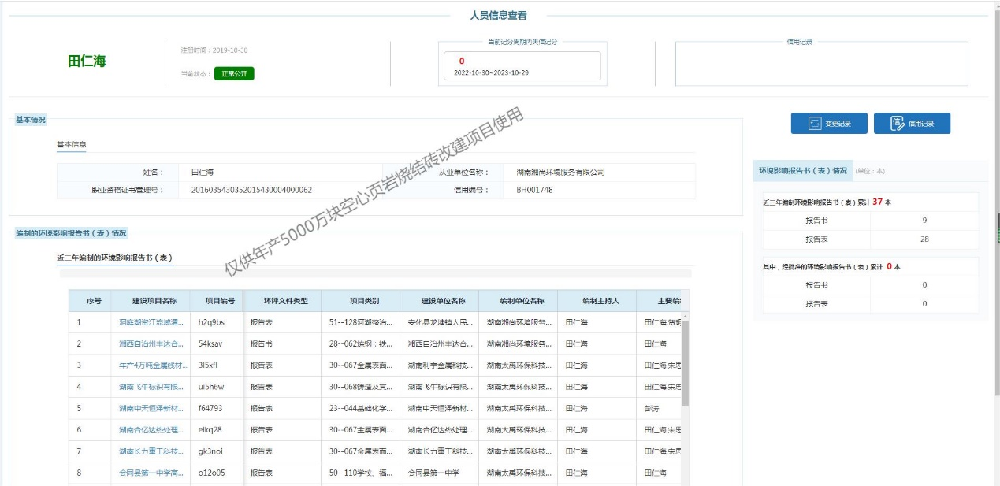 人员信息查看
田仁海
注册时间：2019-10-30
当前状态： 正常公开
当前记分周期内失信记分
0
2022-10-30~2023-10-29
信用记录
基本情况
变更记录 信用记录
基本信息
姓名： 田仁海 从业单位名称： 湖南湘尚环境服务有限公司
职业资格证书管理号： 2016035430352015430004000062 信用编号： BH001748
仅供年产5000万块空心页岩烧结砖改建项目使用
环境影响报告书（表）情况 (单位：本)
近三年编制环境影响报告书（表）累计 37 本
报告书 9
报告表 28
其中，经批准的环境影响报告书（表）累计 0 本
报告书 0
报告表 0
编制的环境影响报告书（表）情况
近三年编制的环境影响报告书（表）
序号 建设项目名称 项目编号 环评文件类型 项目类别 建设单位名称 编制单位名称 编制主持人 主要编
1 洞庭湖资江流域... h2q9bs 报告表 51--128河湖整治... 安化县龙塘镇人民... 湖南湘尚环境服务... 田仁海 田仁海,贺
2 湘西自治州丰达合... 54ksav 报告书 28--062炼钢；铁... 湘西自治州丰达合... 湖南湘尚环境服务... 田仁海 田仁海
3 年产4万吨金属线材... 3l5xfl 报告表 30--067金属表面... 湖南利宇金属科技... 湖南太禹环保科技... 田仁海 田仁海,宋思
4 湖南飞牛标识有限... ui5h6w 报告表 30--068铸造及其... 湖南飞牛标识有限... 湖南太禹环保科技... 田仁海 田仁海,宋思
5 湖南中天恒泽新材... f64793 报告表 23--044基础化学... 湖南中天恒泽新材... 湖南太禹环保科技... 田仁海 彭涛
6 湖南合亿达热处理... elkq28 报告表 30--067金属表面... 湖南合亿达热处理... 湖南太禹环保科技... 田仁海 田仁海,宋思
7 湖南长力重工科技... gk3noi 报告表 30--067金属表面... 湖南长力重工科技... 湖南太禹环保科技... 田仁海 田仁海,宋思
8 会同县第一中学高... o12o05 报告表 50--110学校、福... 会同县第一中学 湖南太禹环保科技... 田仁海 田仁海